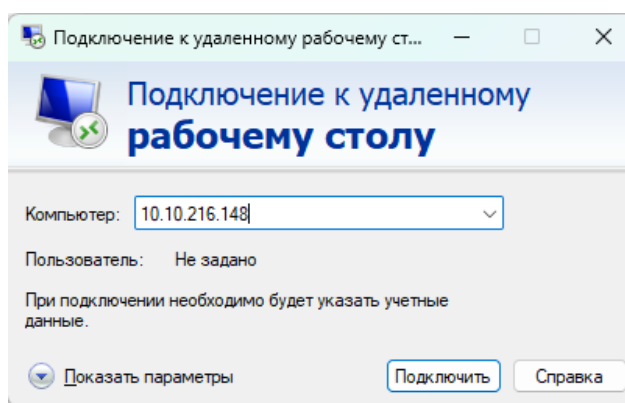 Подключение к удаленному рабочему ст...
Подключение к удаленному
рабочему столу
Компьютер: 10.10.216.148
Пользователь: Не задано
При подключении необходимо будет указать учетные
данные.
Показать параметры Подключить Справка